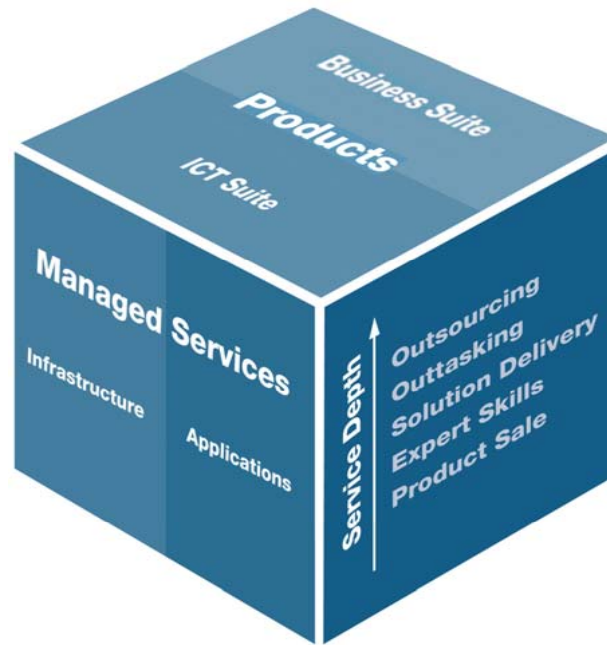 Business Suite
Products
ICT Suite
Managed Services
Infrastructure
Applications
Service Depth
Outsourcing
Outtasking
Solution Delivery
Expert Skills
Product Sale